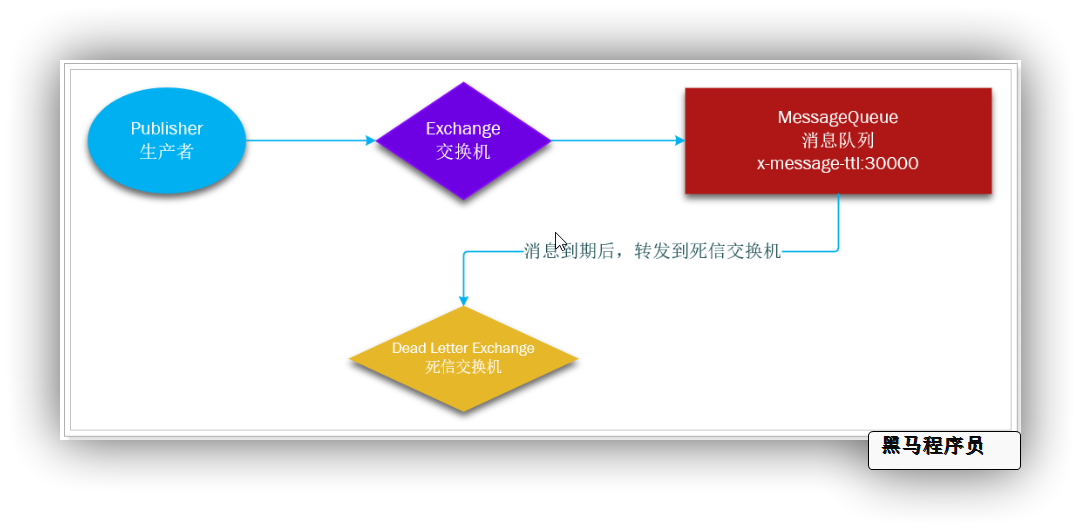 Publisher
生产者
Exchange
交换机
MessageQueue
消息队列
x-message-ttl:30000
消息到期后，转发到死信交换机
Dead Letter Exchange
死信交换机
黑马程序员